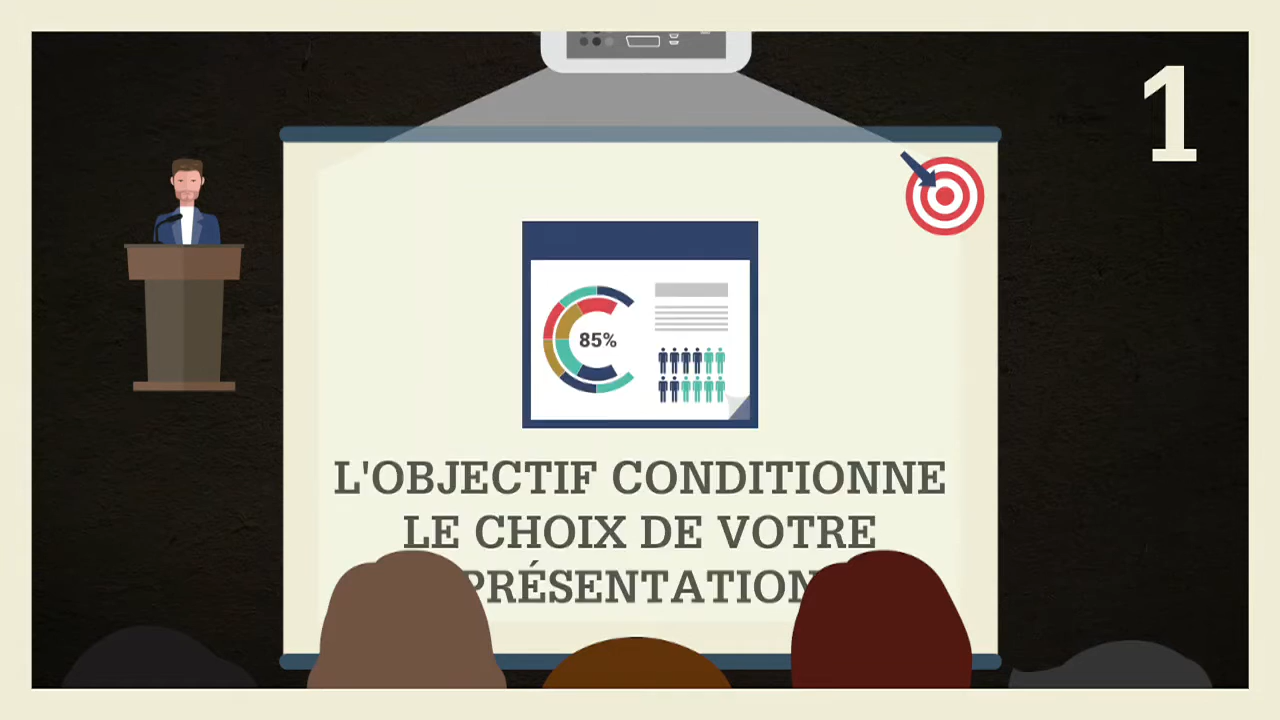 1
85%
L'OBJECTIF CONDITIONNE
LE CHOIX DE VOTRE
PRÉSENTATION